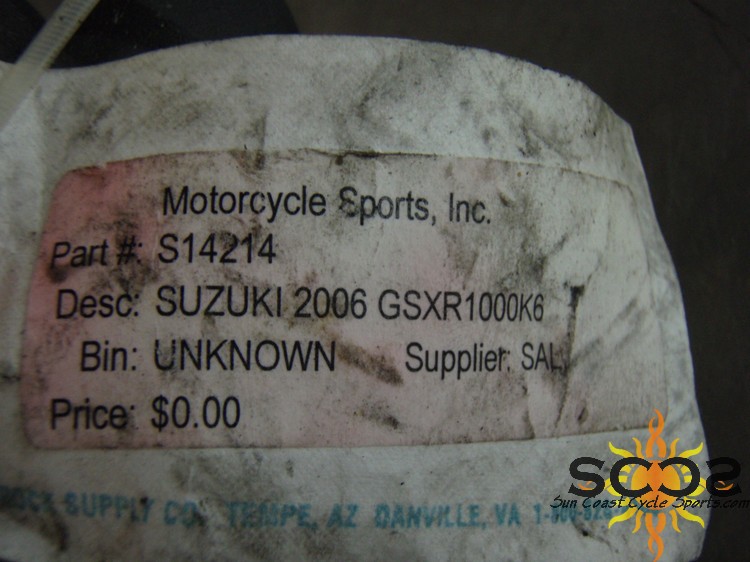 Motorcycle Sports, Inc.
Part #: S14214
Desc: SUZUKI 2006 GSXR1000K6
Bin: UNKNOWN Supplier: SAL
Price: $0.00
SUPPLY CO. TEMPE, AZ DANVILLE, VA
SCCS
Sun Coast Cycle Sports.com